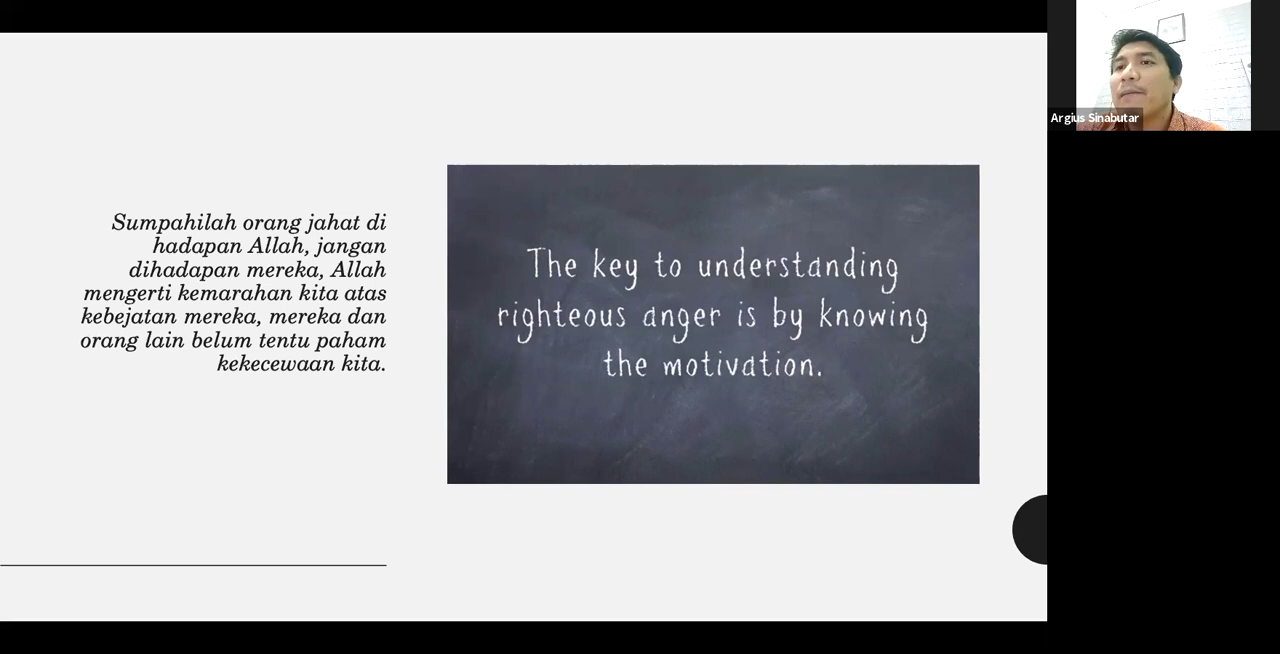 Sumpahilah orang jahat di
hadapan Allah, jangan
dihadapan mereka, Allah
mengerti kemarahan kita atas
kebejatan mereka, mereka dan
orang lain belum tentu paham
kekecewaan kita.
The key to understanding
righteous anger is by knowing
the motivation.
Argius Sinabutar